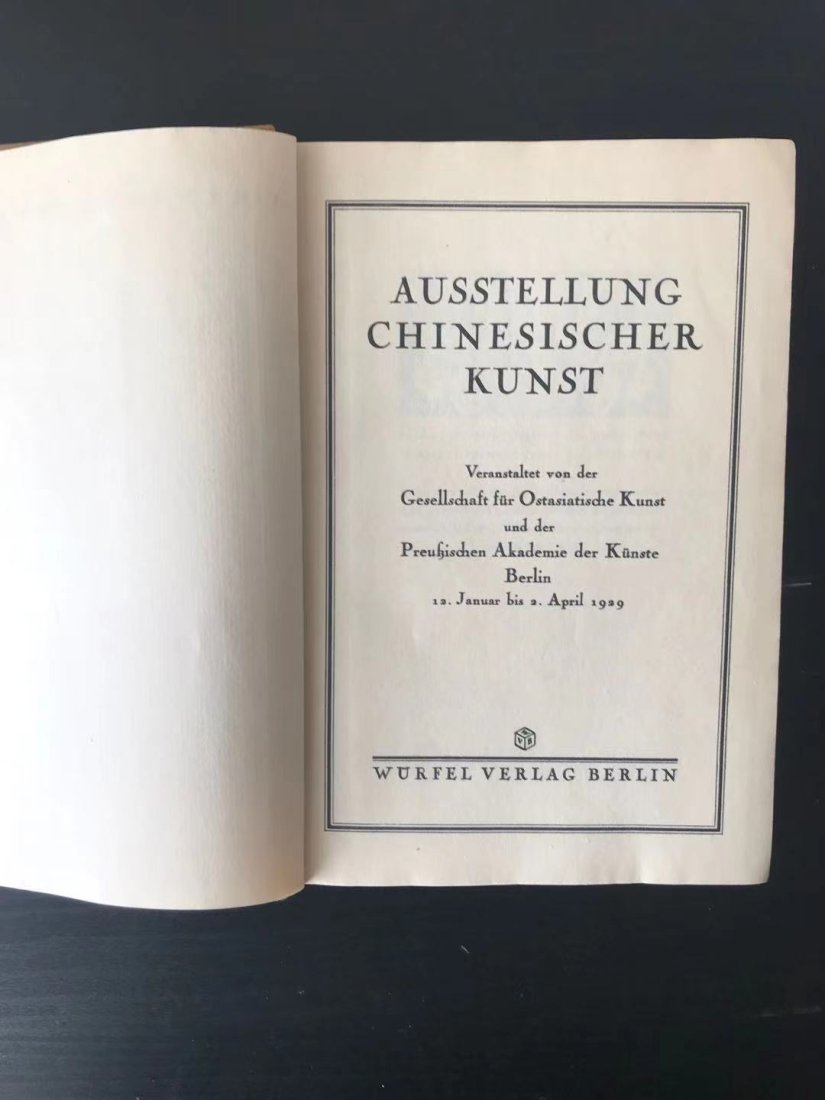 AUSSTELLUNG
CHINESISCHER
KUNST
Veranstaltet von der
Gesellschaft für Ostasiatische Kunst
und der
Preußischen Akademie der Künste
Berlin
12. Januar bis 2. April 1929
WÜRFEL VERLAG BERLIN